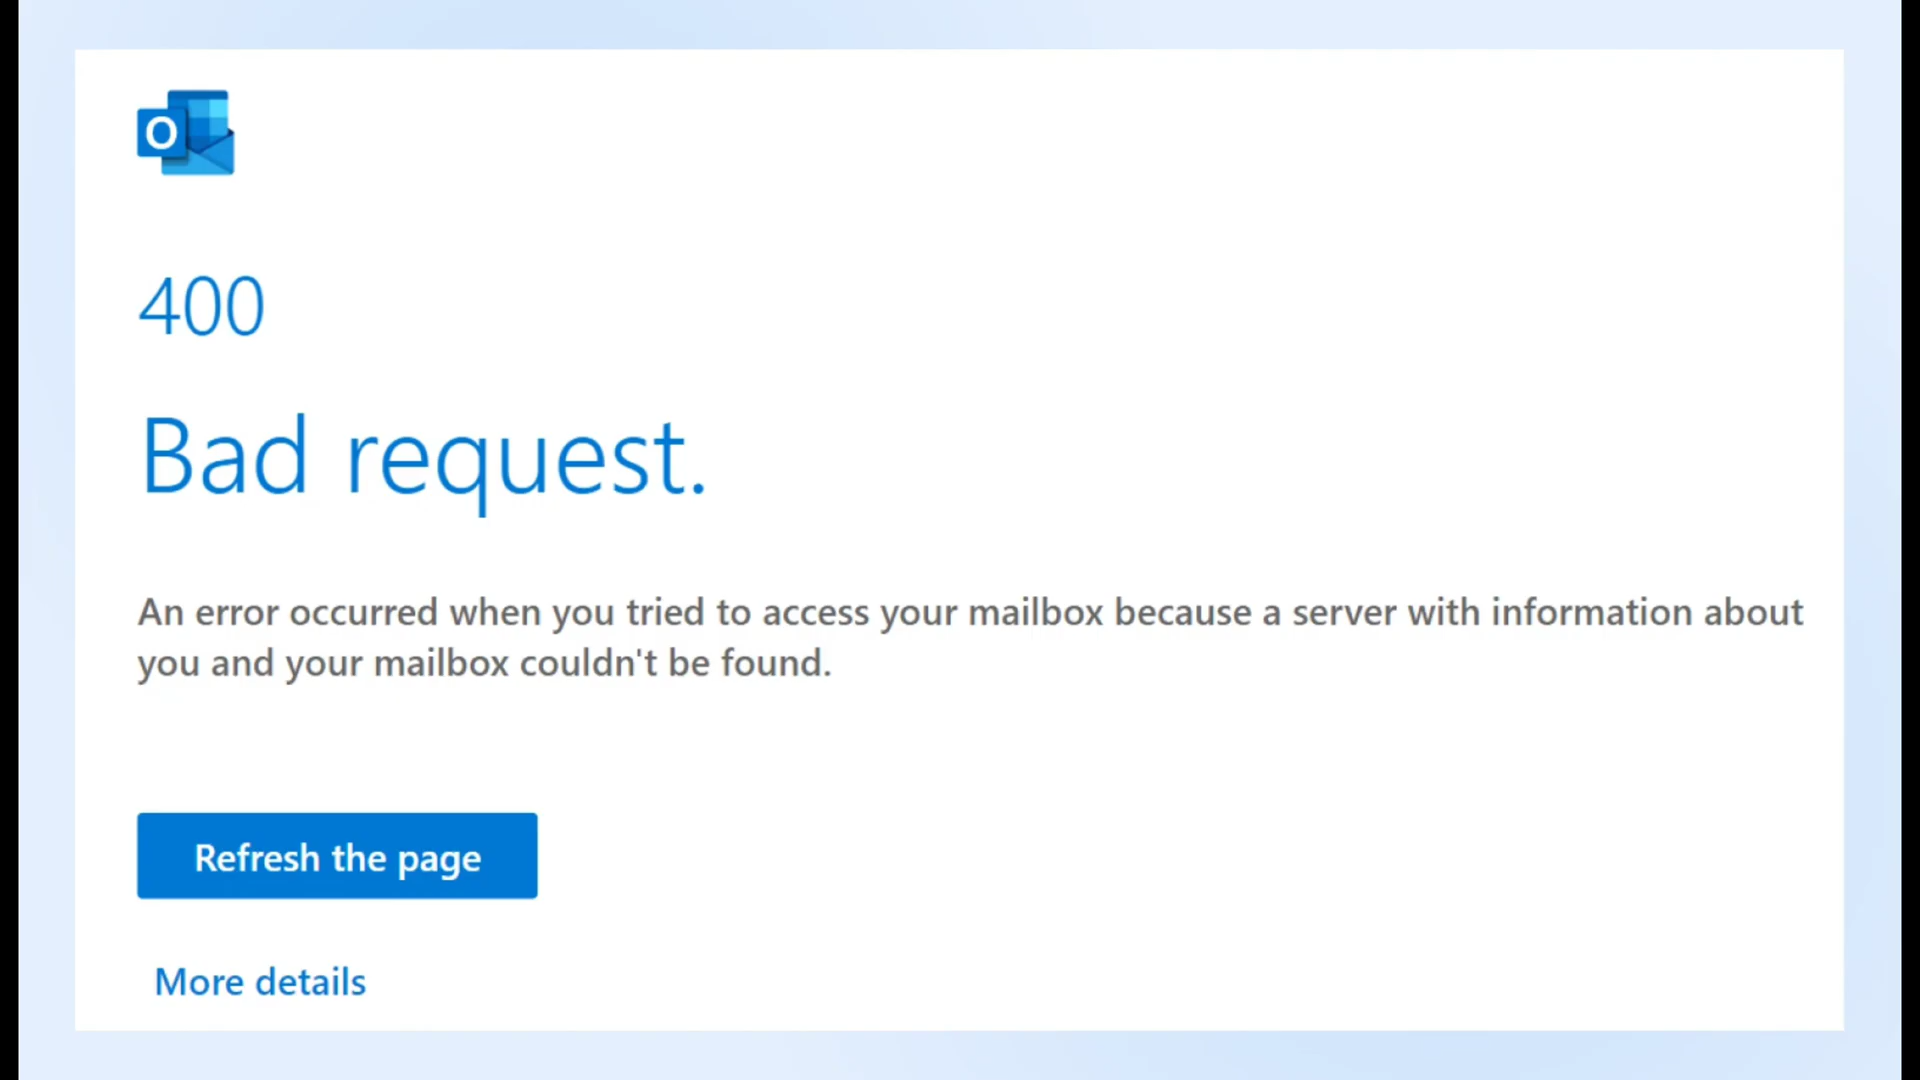 O
400
Bad request.
An error occurred when you tried to access your mailbox because a server with information about
you and your mailbox couldn't be found.
Refresh the page
More details